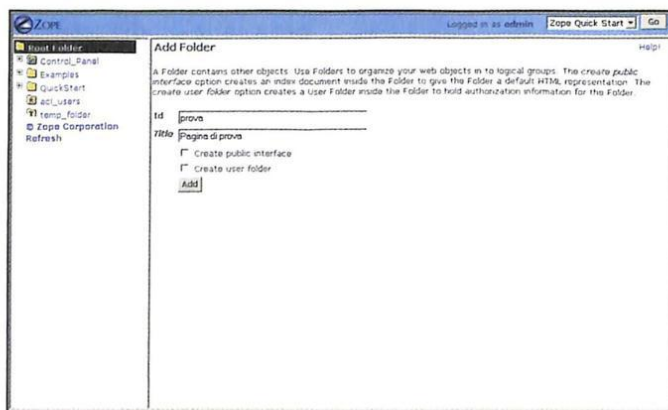 ZOPE
Logged in as admin
Zope Quick Start
Go
Root Folder
Control_Panel
Examples
QuickStart
acl_users
temp_folder
© Zope Corporation
Refresh
Add Folder
Help!
A Folder contains other objects. Use Folders to organize your web objects in to logical groups. The create public
interface option creates an index document inside the Folder to give the Folder a default HTML representation. The
create user folder option creates a User Folder inside the Folder to hold authorization information for the Folder.
Id prova
Title Pagina di prova
Create public interface
Create user folder
Add